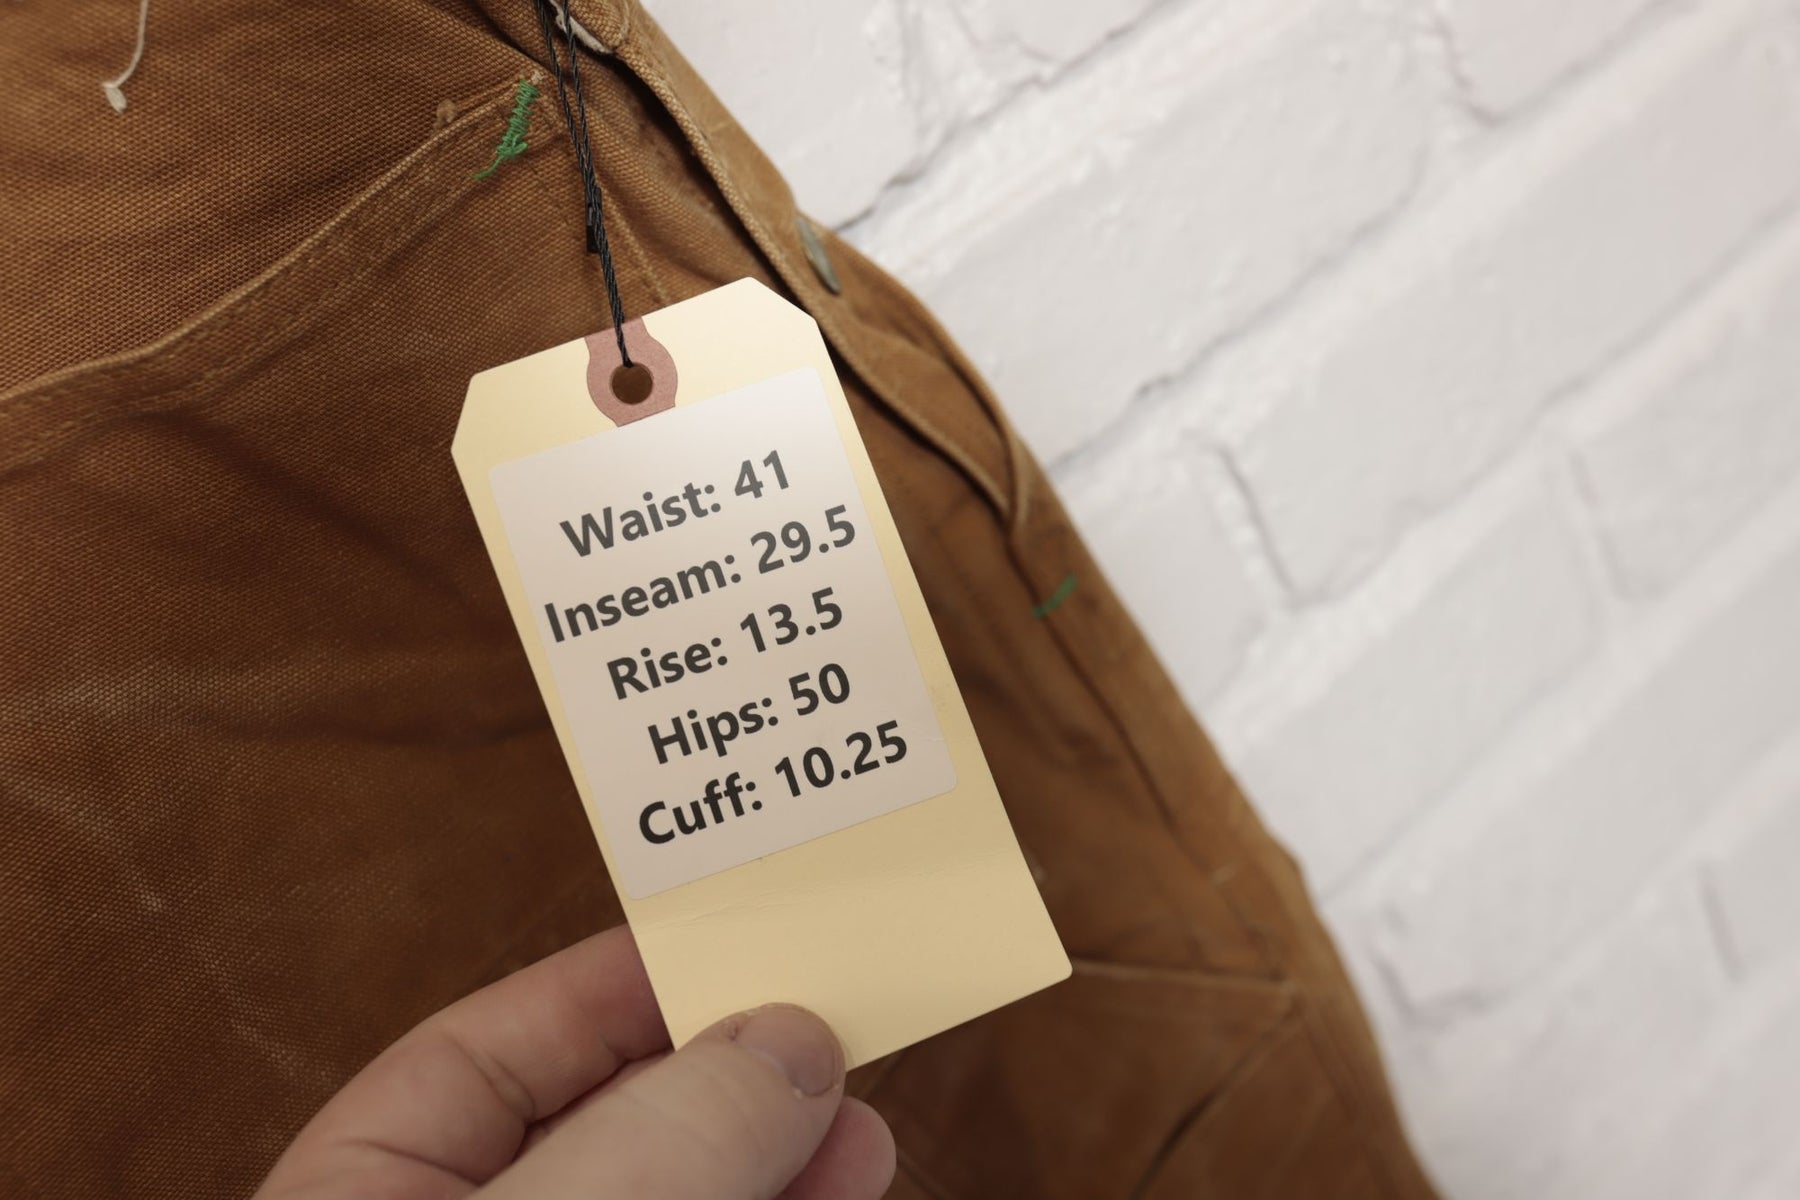 Waist: 41
Inseam: 29.5
Rise: 13.5
Hips: 50
Cuff: 10.25